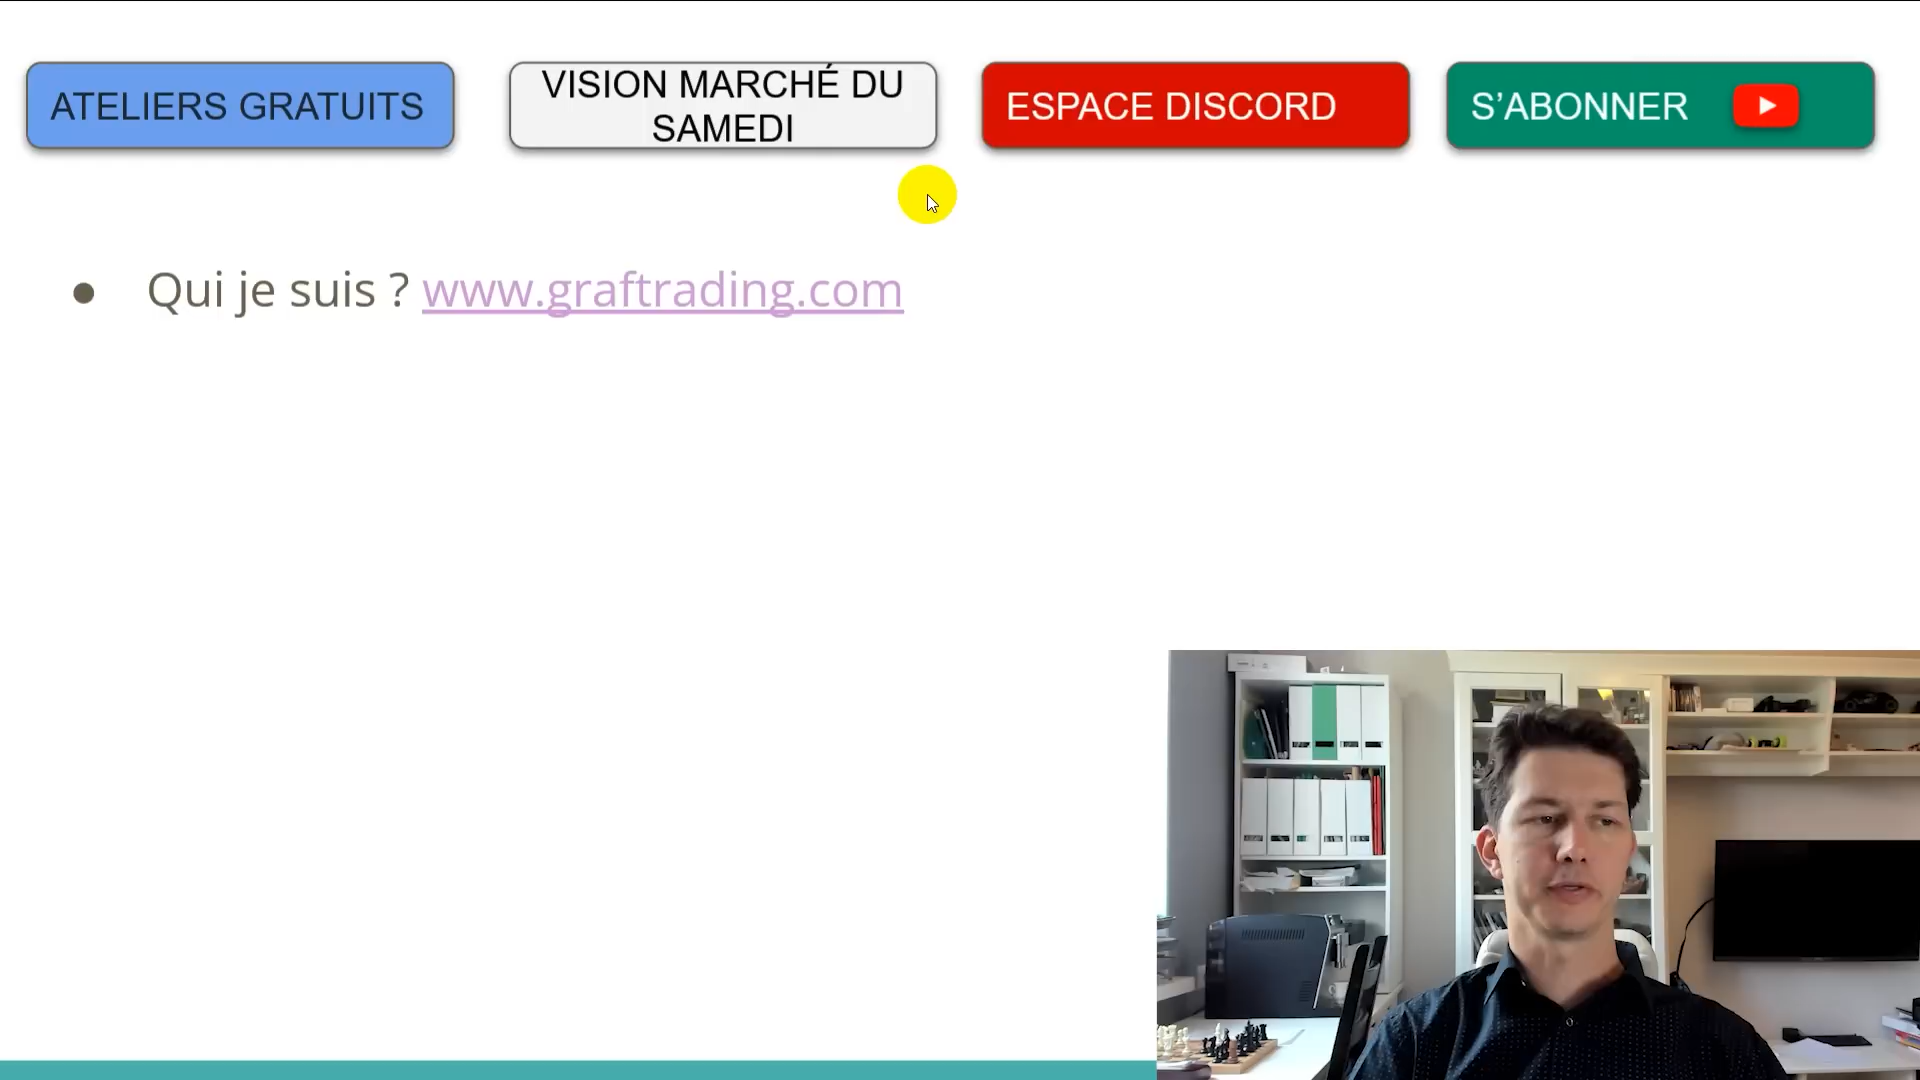 ATELIERS GRATUITS
VISION MARCHÉ DU
SAMEDI
ESPACE DISCORD
S’ABONNER
● Qui je suis ? www.graftrading.com